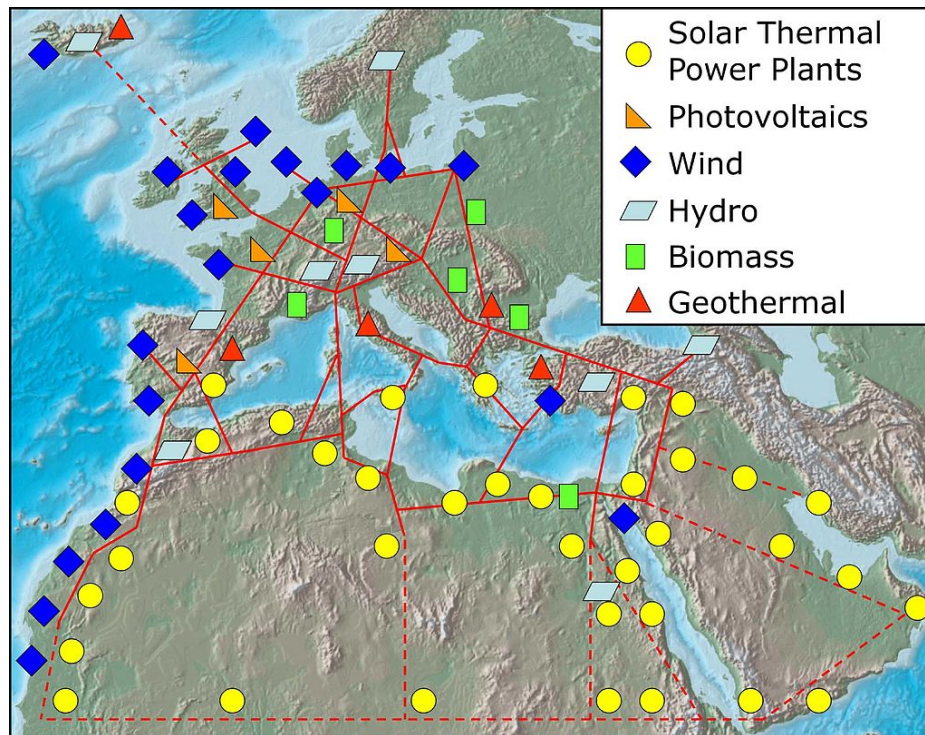 Solar Thermal
Power Plants
Photovoltaics
Wind
Hydro
Biomass
Geothermal